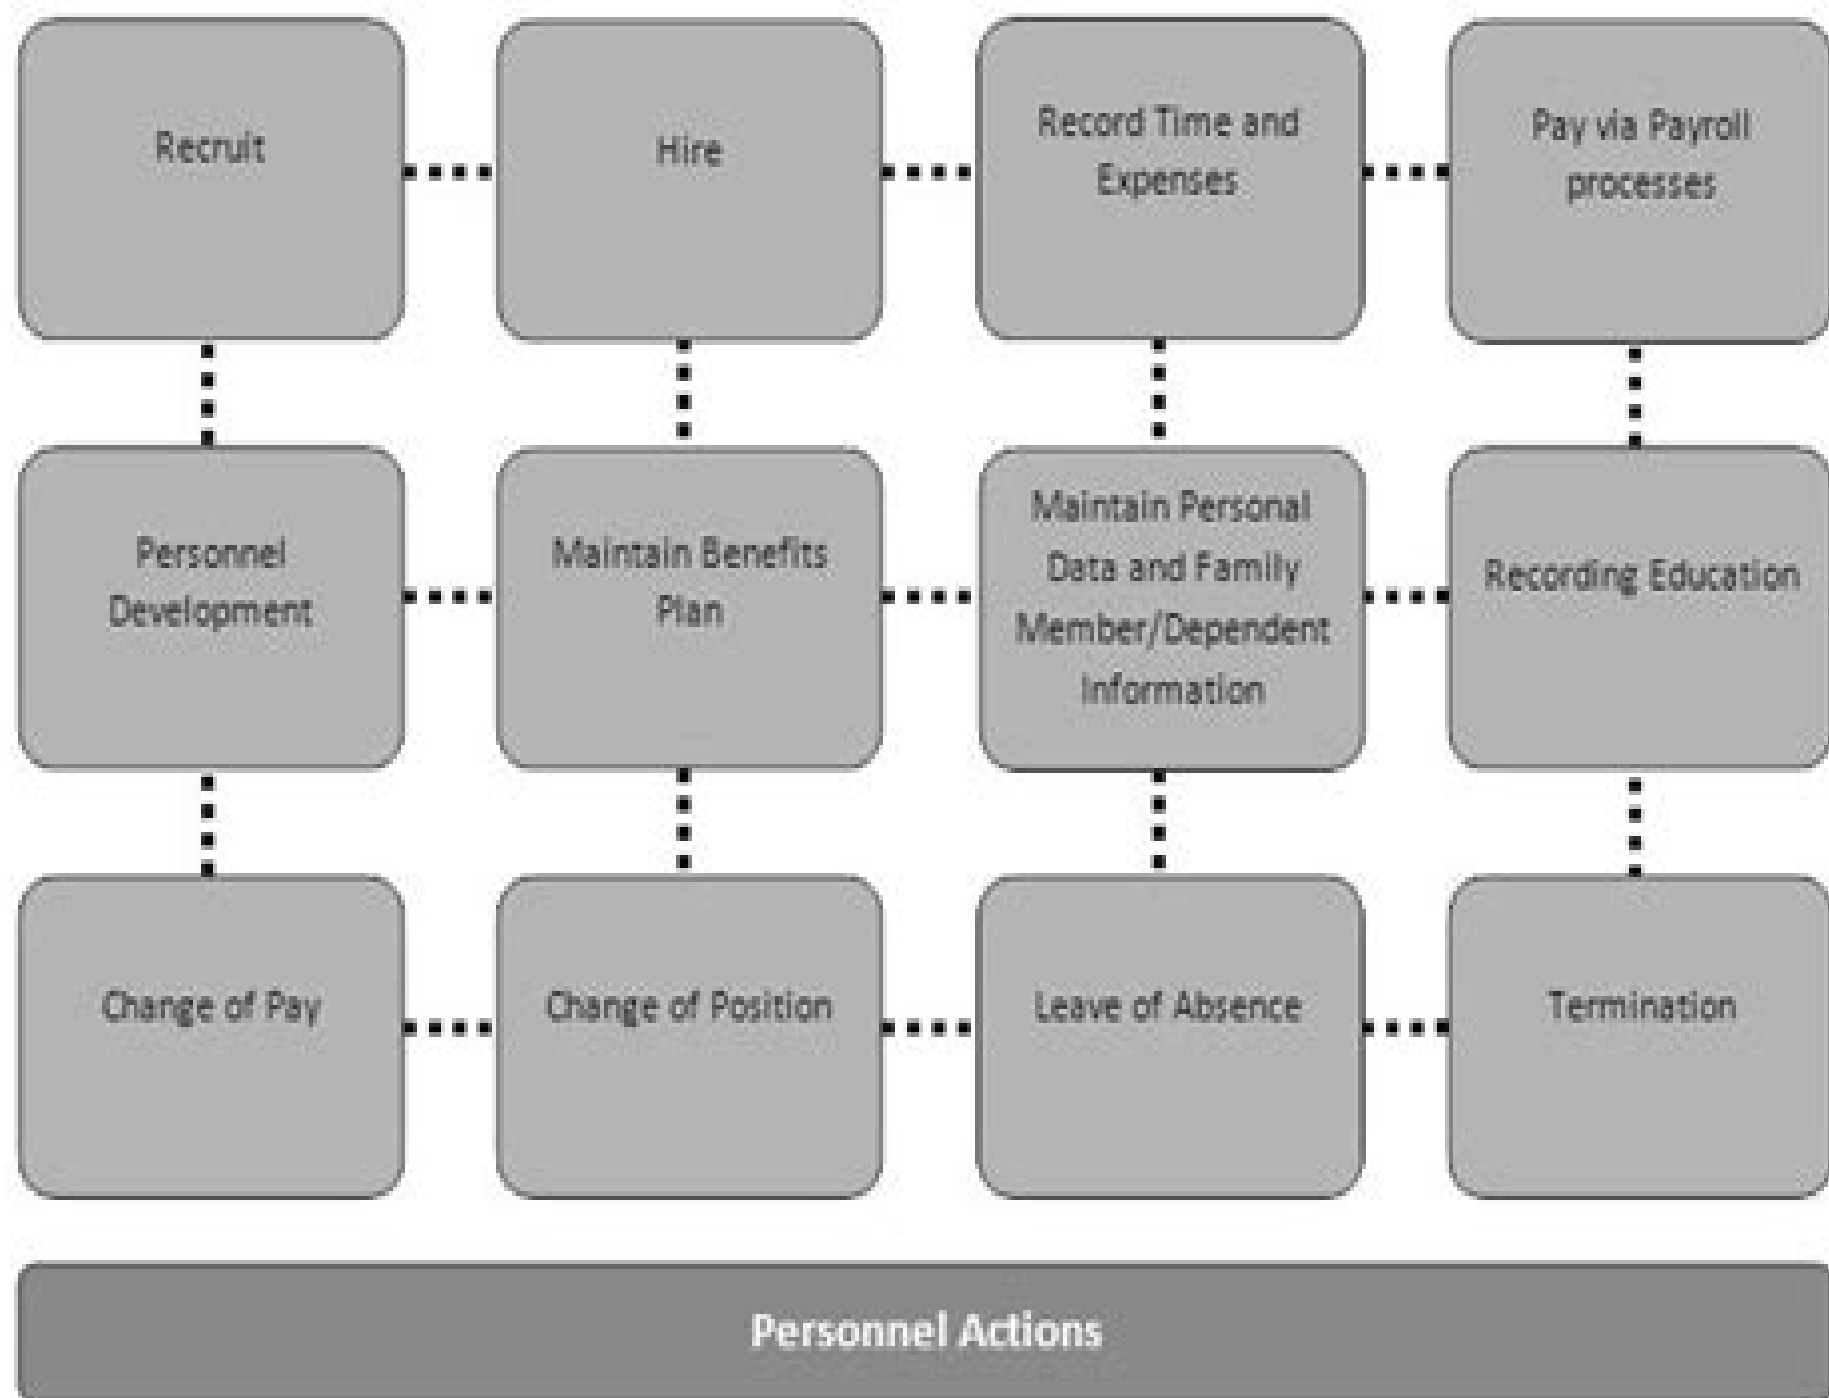 Recruit
Hire
Record Time and
Expenses
Pay via Payroll
processes
Personnel
Development
Maintain Benefits
Plan
Maintain Personal
Data and Family
Member/Dependent
Information
Recording Education
Change of Pay
Change of Position
Leave of Absence
Termination
Personnel Actions